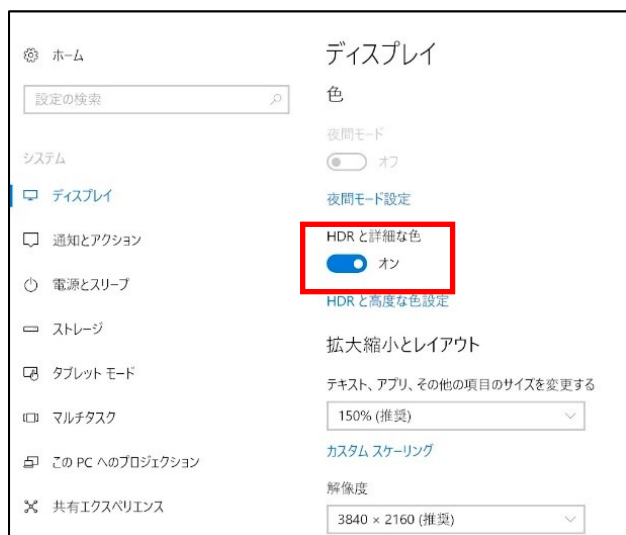 ホーム
設定の検索
システム
ディスプレイ
通知とアクション
電源とスリープ
ストレージ
タブレット モード
マルチタスク
この PC へのプロジェクション
共有エクスペリエンス
ディスプレイ
色
夜間モード
オフ
夜間モード設定
HDR と詳細な色
オン
HDR と高度な色設定
拡大縮小とレイアウト
テキスト、アプリ、その他の項目のサイズを変更する
150% (推奨)
カスタム スケーリング
解像度
3840 × 2160 (推奨)